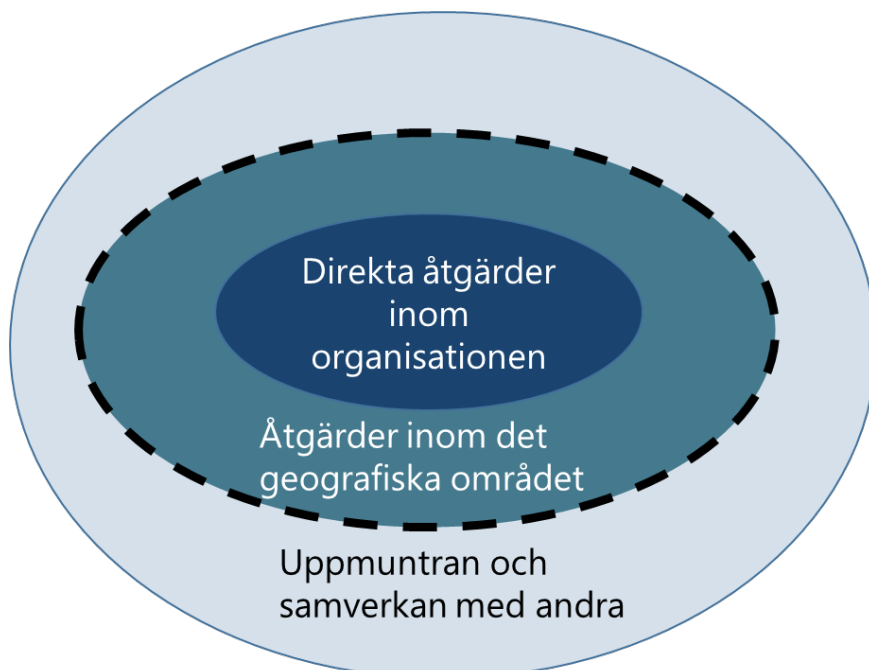 Direkta åtgärder
inom
organisationen
Åtgärder inom det
geografiska området
Uppmuntran och
samverkan med andra